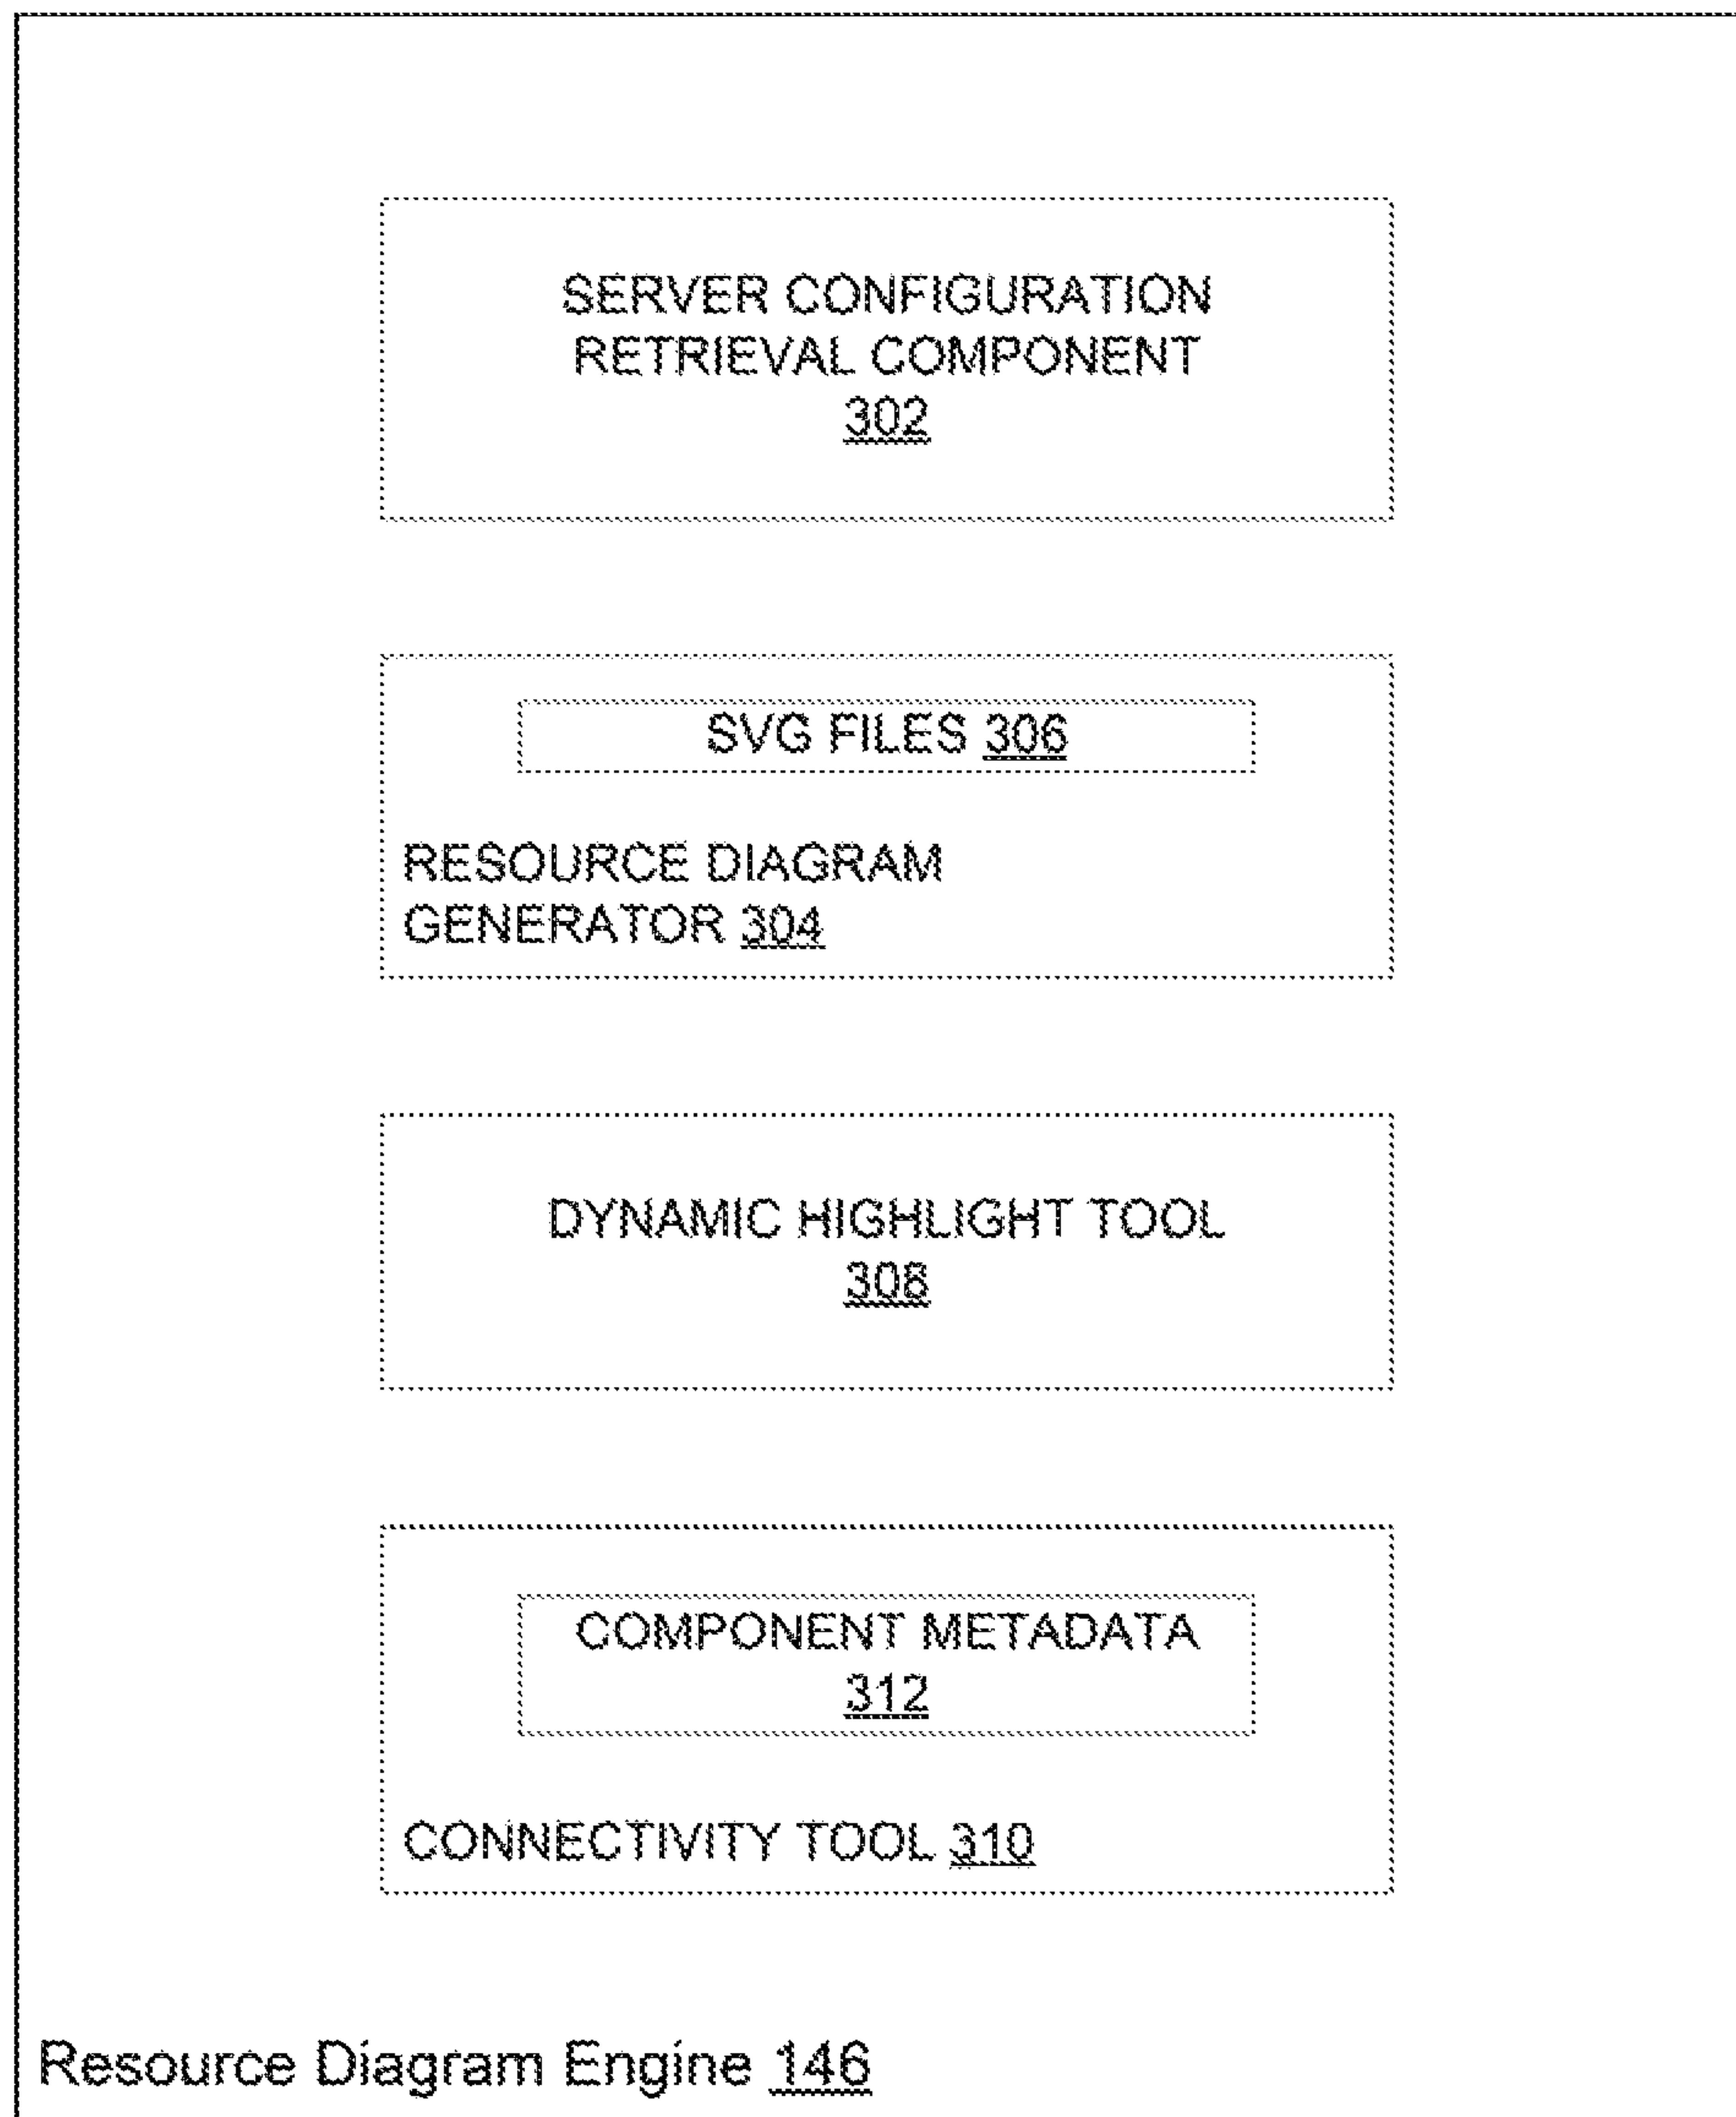 SERVER CONFIGURATION
RETRIEVAL COMPONENT
302
SVG FILES 306
RESOURCE DIAGRAM
GENERATOR 304
DYNAMIC HIGHLIGHT TOOL
308
COMPONENT METADATA
312
CONNECTIVITY TOOL 310
Resource Diagram Engine 146